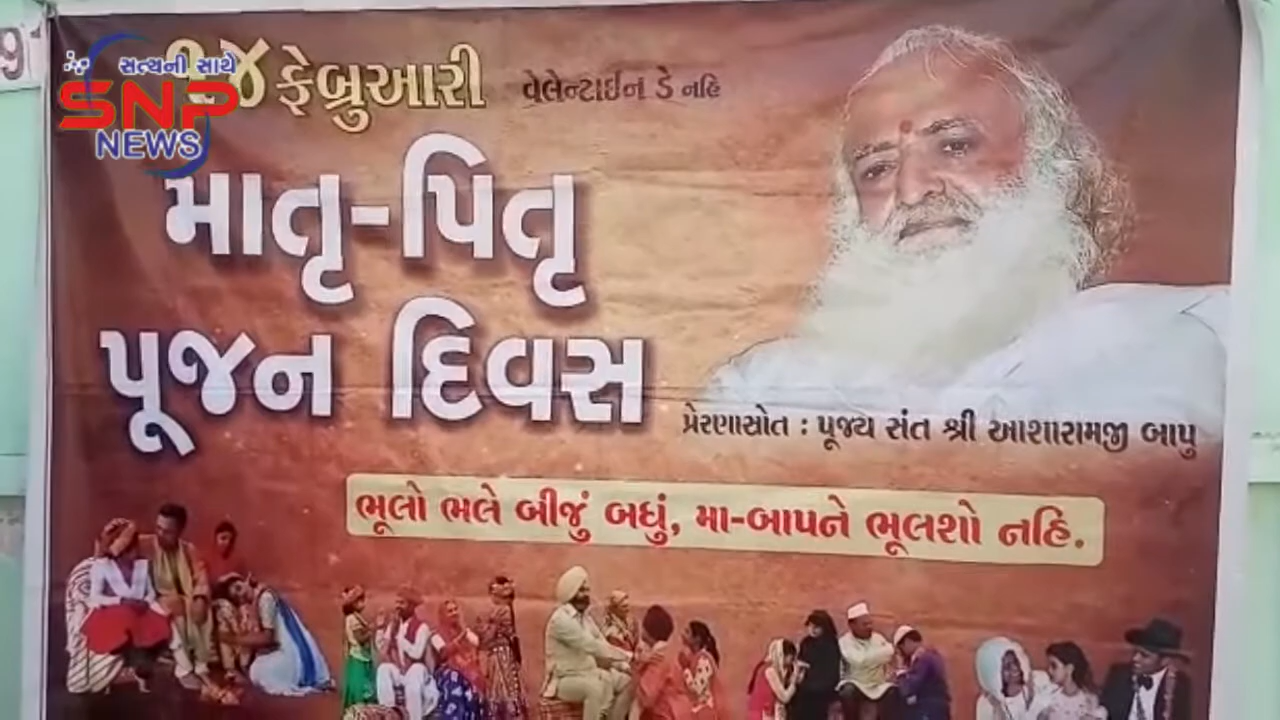 સત્યની સાથે
SNP
NEWS
૧૪ ફેબ્રુઆરી વેલેન્ટાઈન ડે નહિ
માતૃ-પિતૃ
પૂજન દિવસ
પ્રેરણાસોત : પૂજ્ય સંત શ્રી આશારામજી બાપુ
ભૂલો ભલે બીજું બધું, મા-બાપને ભૂલશો નહિ.